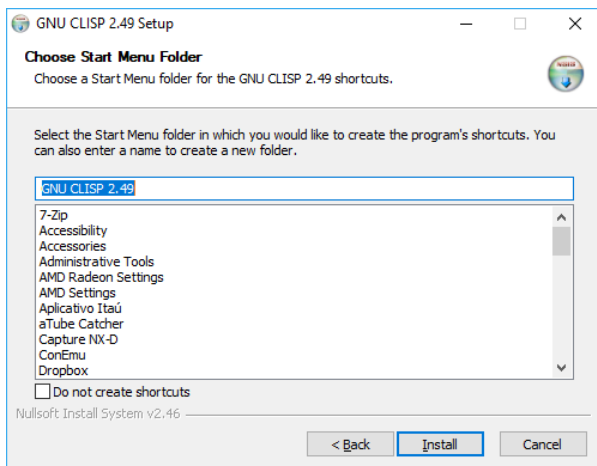 GNU CLISP 2.49 Setup
Choose Start Menu Folder
Choose a Start Menu folder for the GNU CLISP 2.49 shortcuts.
Select the Start Menu folder in which you would like to create the program's shortcuts. You
can also enter a name to create a new folder.
GNU CLISP 2.49
7-Zip
Accessibility
Accessories
Administrative Tools
AMD Radeon Settings
AMD Settings
Aplicativo Itaú
aTube Catcher
Capture NX-D
ConEmu
Dropbox
Do not create shortcuts
Nullsoft Install System v2.46
< Back Install Cancel